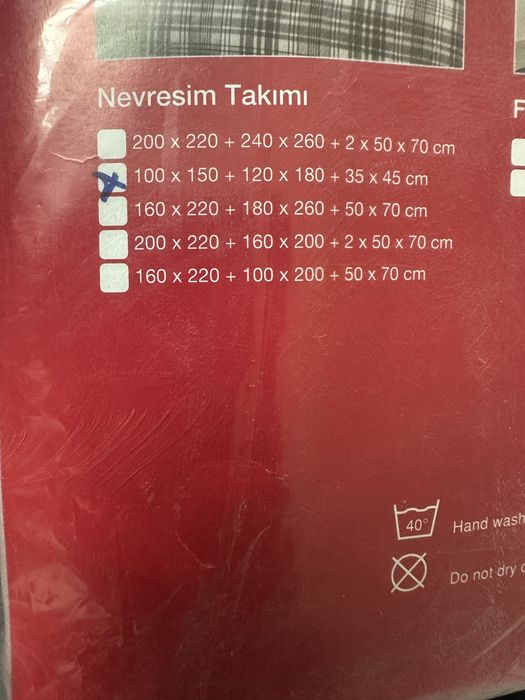 Nevresim Takımı
200 x 220 + 240 x 260 + 2 x 50 x 70 cm
100 x 150 + 120 x 180 + 35 x 45 cm
160 x 220 + 180 x 260 + 50 x 70 cm
200 x 220 + 160 x 200 + 2 x 50 x 70 cm
160 x 220 + 100 x 200 + 50 x 70 cm
40° Hand wash
Do not dry